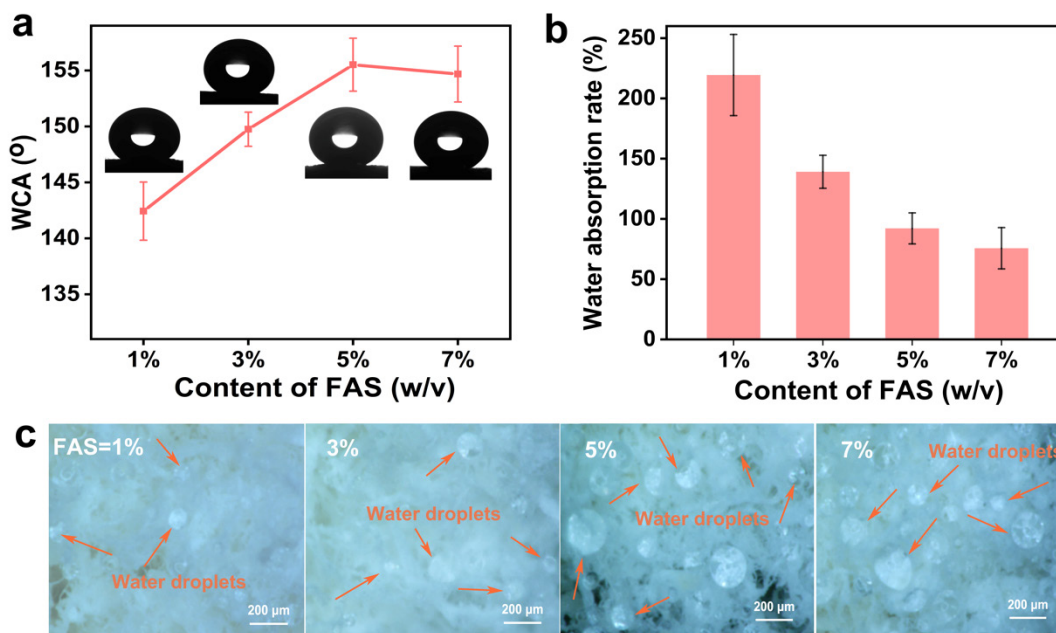 a
WCA (°)
155
150
145
140
135
1%
3%
5%
7%
Content of FAS (w/v)
b
Water absorption rate (%)
250
200
150
100
50
0
1%
3%
5%
7%
Content of FAS (w/v)
c
FAS=1%
Water droplets
200 μm
3%
Water droplets
200 μm
5%
Water droplets
200 μm
7%
Water droplets
200 μm